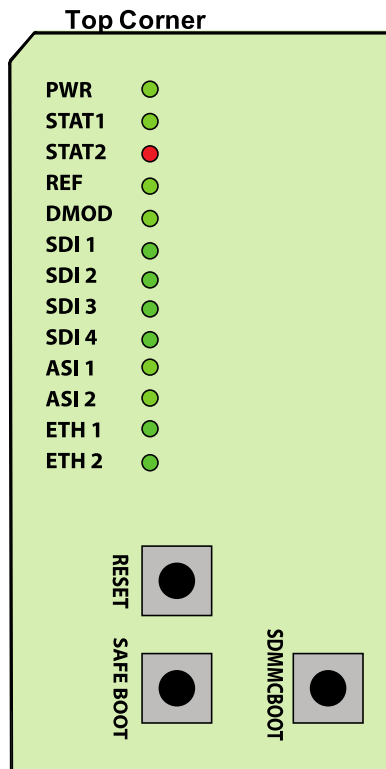 Top Corner
PWR
STAT1
STAT2
REF
DMOD
SDI 1
SDI 2
SDI 3
SDI 4
ASI 1
ASI 2
ETH 1
ETH 2
RESET
SAFE BOOT
SDMMCBOOT